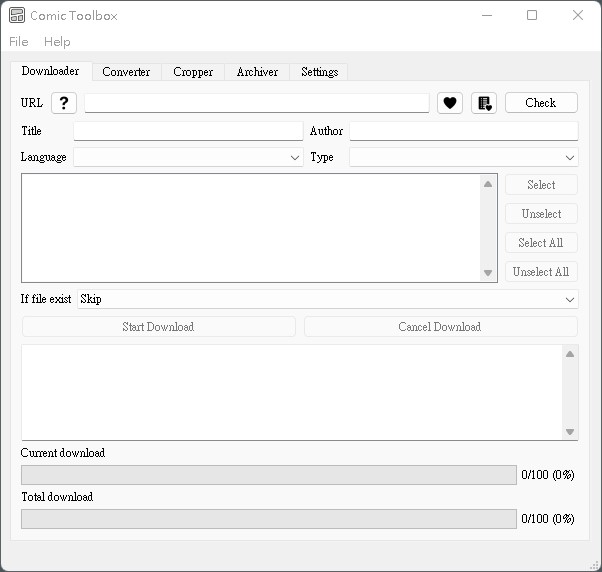 Comic Toolbox
File Help
Downloader Converter Cropper Archiver Settings
URL ? Check
Title Author
Language Type
Select
Unselect
Select All
Unselect All
If file exist Skip
Start Download Cancel Download
Current download
0/100 (0%)
Total download
0/100 (0%)